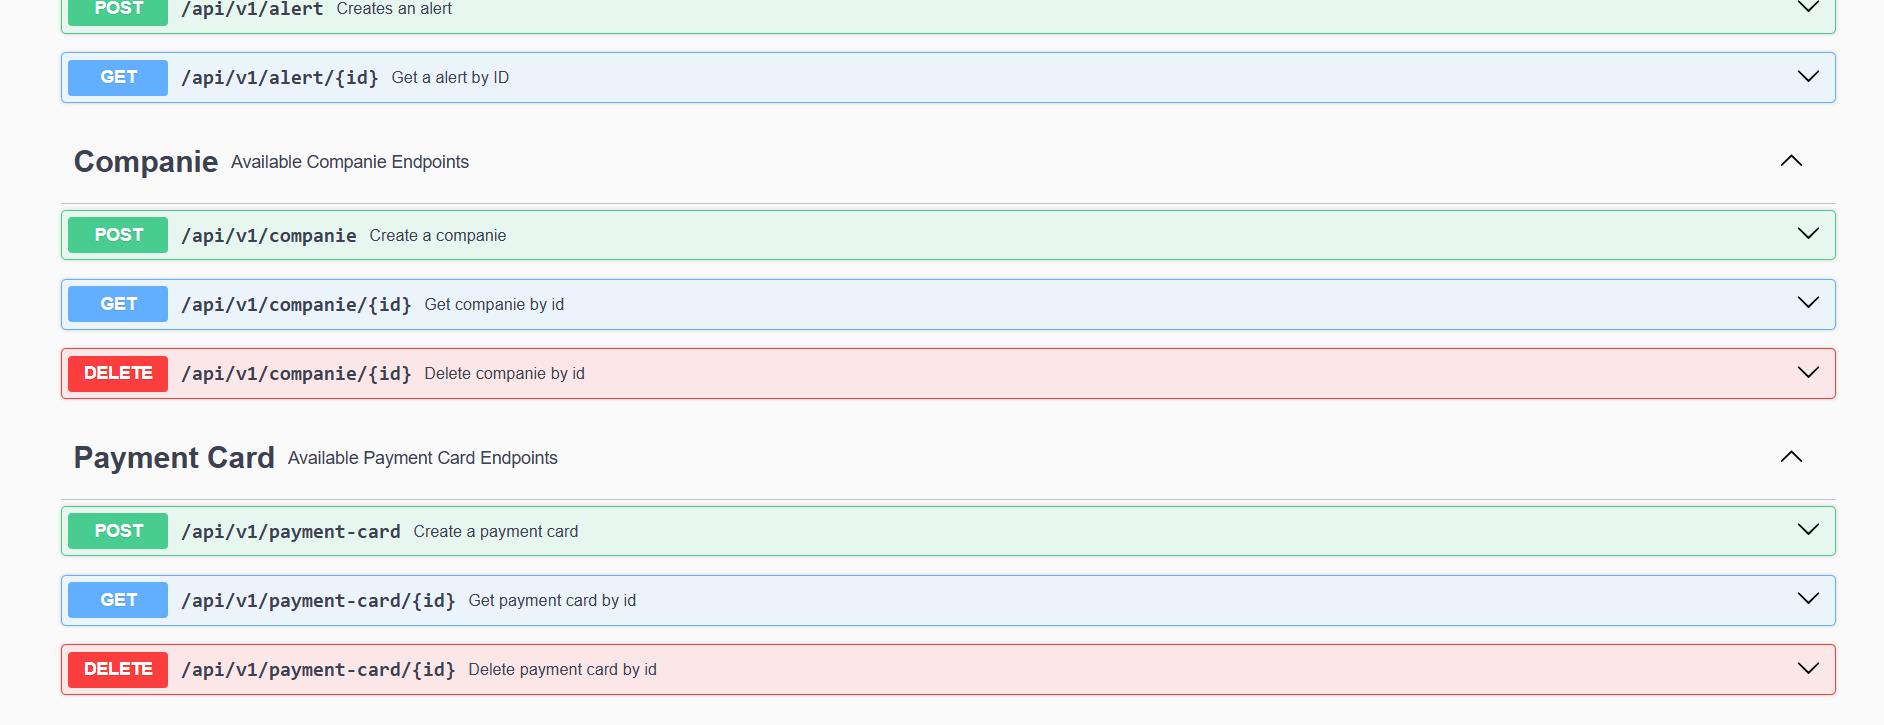 POST /api/v1/alert Creates an alert
GET /api/v1/alert/{id} Get a alert by ID
Companie Available Companie Endpoints
POST /api/v1/companie Create a companie
GET /api/v1/companie/{id} Get companie by id
DELETE /api/v1/companie/{id} Delete companie by id
Payment Card Available Payment Card Endpoints
POST /api/v1/payment-card Create a payment card
GET /api/v1/payment-card/{id} Get payment card by id
DELETE /api/v1/payment-card/{id} Delete payment card by id